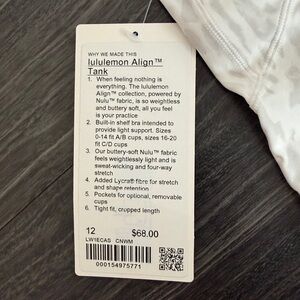 WHY WE MADE THIS
lululemon Align™
Tank
1. When feeling nothing is
everything. The lululemon
Align™ collection, powered by
Nulu™ fabric, is so weightless
and buttery soft, all you feel
is your practice
2. Built-in shelf bra intended to
provide light support. Sizes
0-14 fit A/B cups, sizes 16-20
fit C/D cups
3. Our buttery-soft Nulu™ fabric
feels weightlessly light and is
sweat-wicking and four-way
stretch
4. Added Lycra® fibre for stretch
and shape retention
5. Pockets for optional, removable
cups
6. Tight fit, cropped length
12 $68.00
LW1ECAS CNWM
000154975771